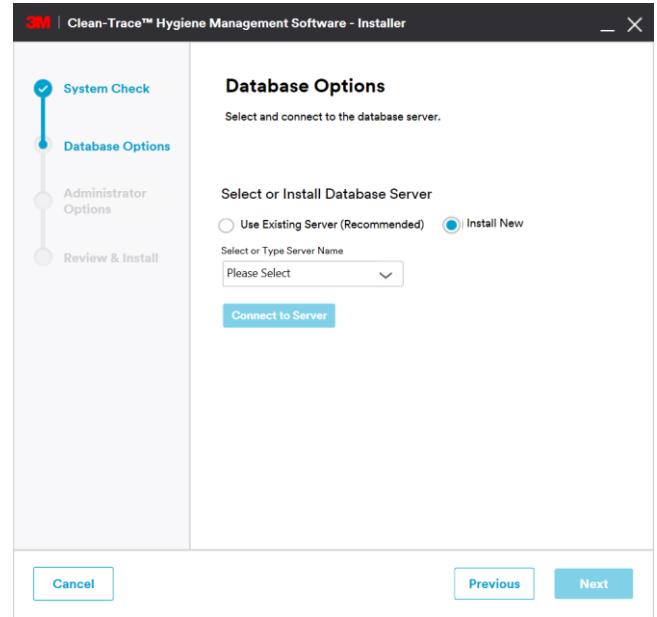 3M | Clean-Trace™ Hygiene Management Software - Installer
System Check
Database Options
Administrator
Options
Review & Install
Database Options
Select and connect to the database server.
Select or Install Database Server
Use Existing Server (Recommended)
Install New
Select or Type Server Name
Please Select
Connect to Server
Cancel
Previous
Next